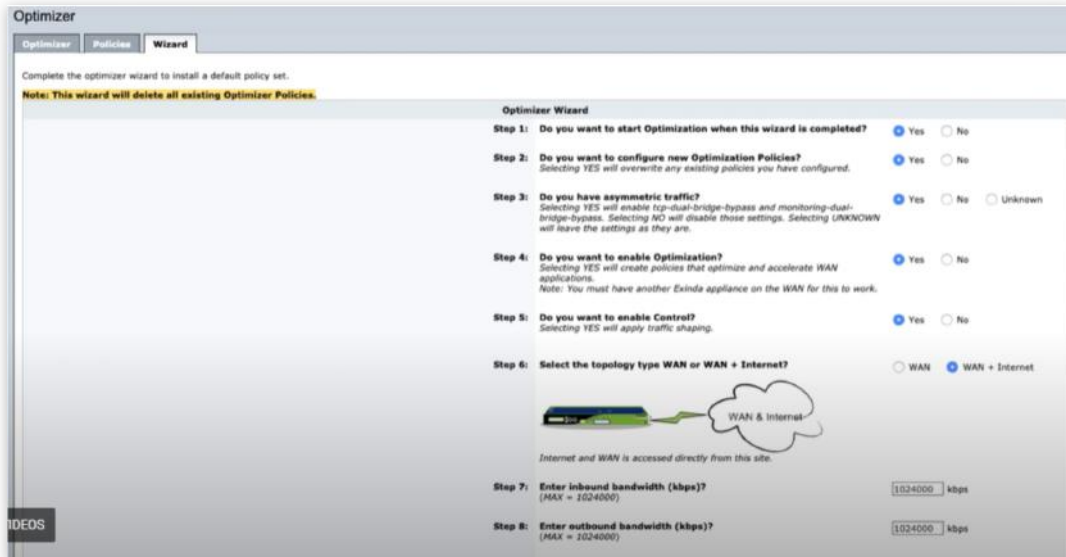 Optimizer
Optimizer Policies Wizard
Complete the optimizer wizard to install a default policy set.
Note: This wizard will delete all existing Optimizer Policies.
Optimizer Wizard
Step 1: Do you want to start Optimization when this wizard is completed? Yes No
Step 2: Do you want to configure new Optimization Policies? Yes No
Selecting YES will overwrite any existing policies you have configured.
Step 3: Do you have asymmetric traffic? Yes No Unknown
Selecting YES will enable tcp-dual-bridge-bypass and monitoring-dual-
bridge-bypass. Selecting NO will disable those settings. Selecting UNKNOWN
will leave the settings as they are.
Step 4: Do you want to enable Optimization? Yes No
Selecting YES will create policies that optimize and accelerate WAN
applications.
Note: You must have another Exinda appliance on the WAN for this to work.
Step 5: Do you want to enable Control? Yes No
Selecting YES will apply traffic shaping.
Step 6: Select the topology type WAN or WAN + Internet? WAN WAN + Internet
WAN & Internet
Internet and WAN is accessed directly from this site.
Step 7: Enter inbound bandwidth (kbps)? 1024000 kbps
(MAX = 1024000)
Step 8: Enter outbound bandwidth (kbps)? 1024000 kbps
(MAX = 1024000)
IDEOS